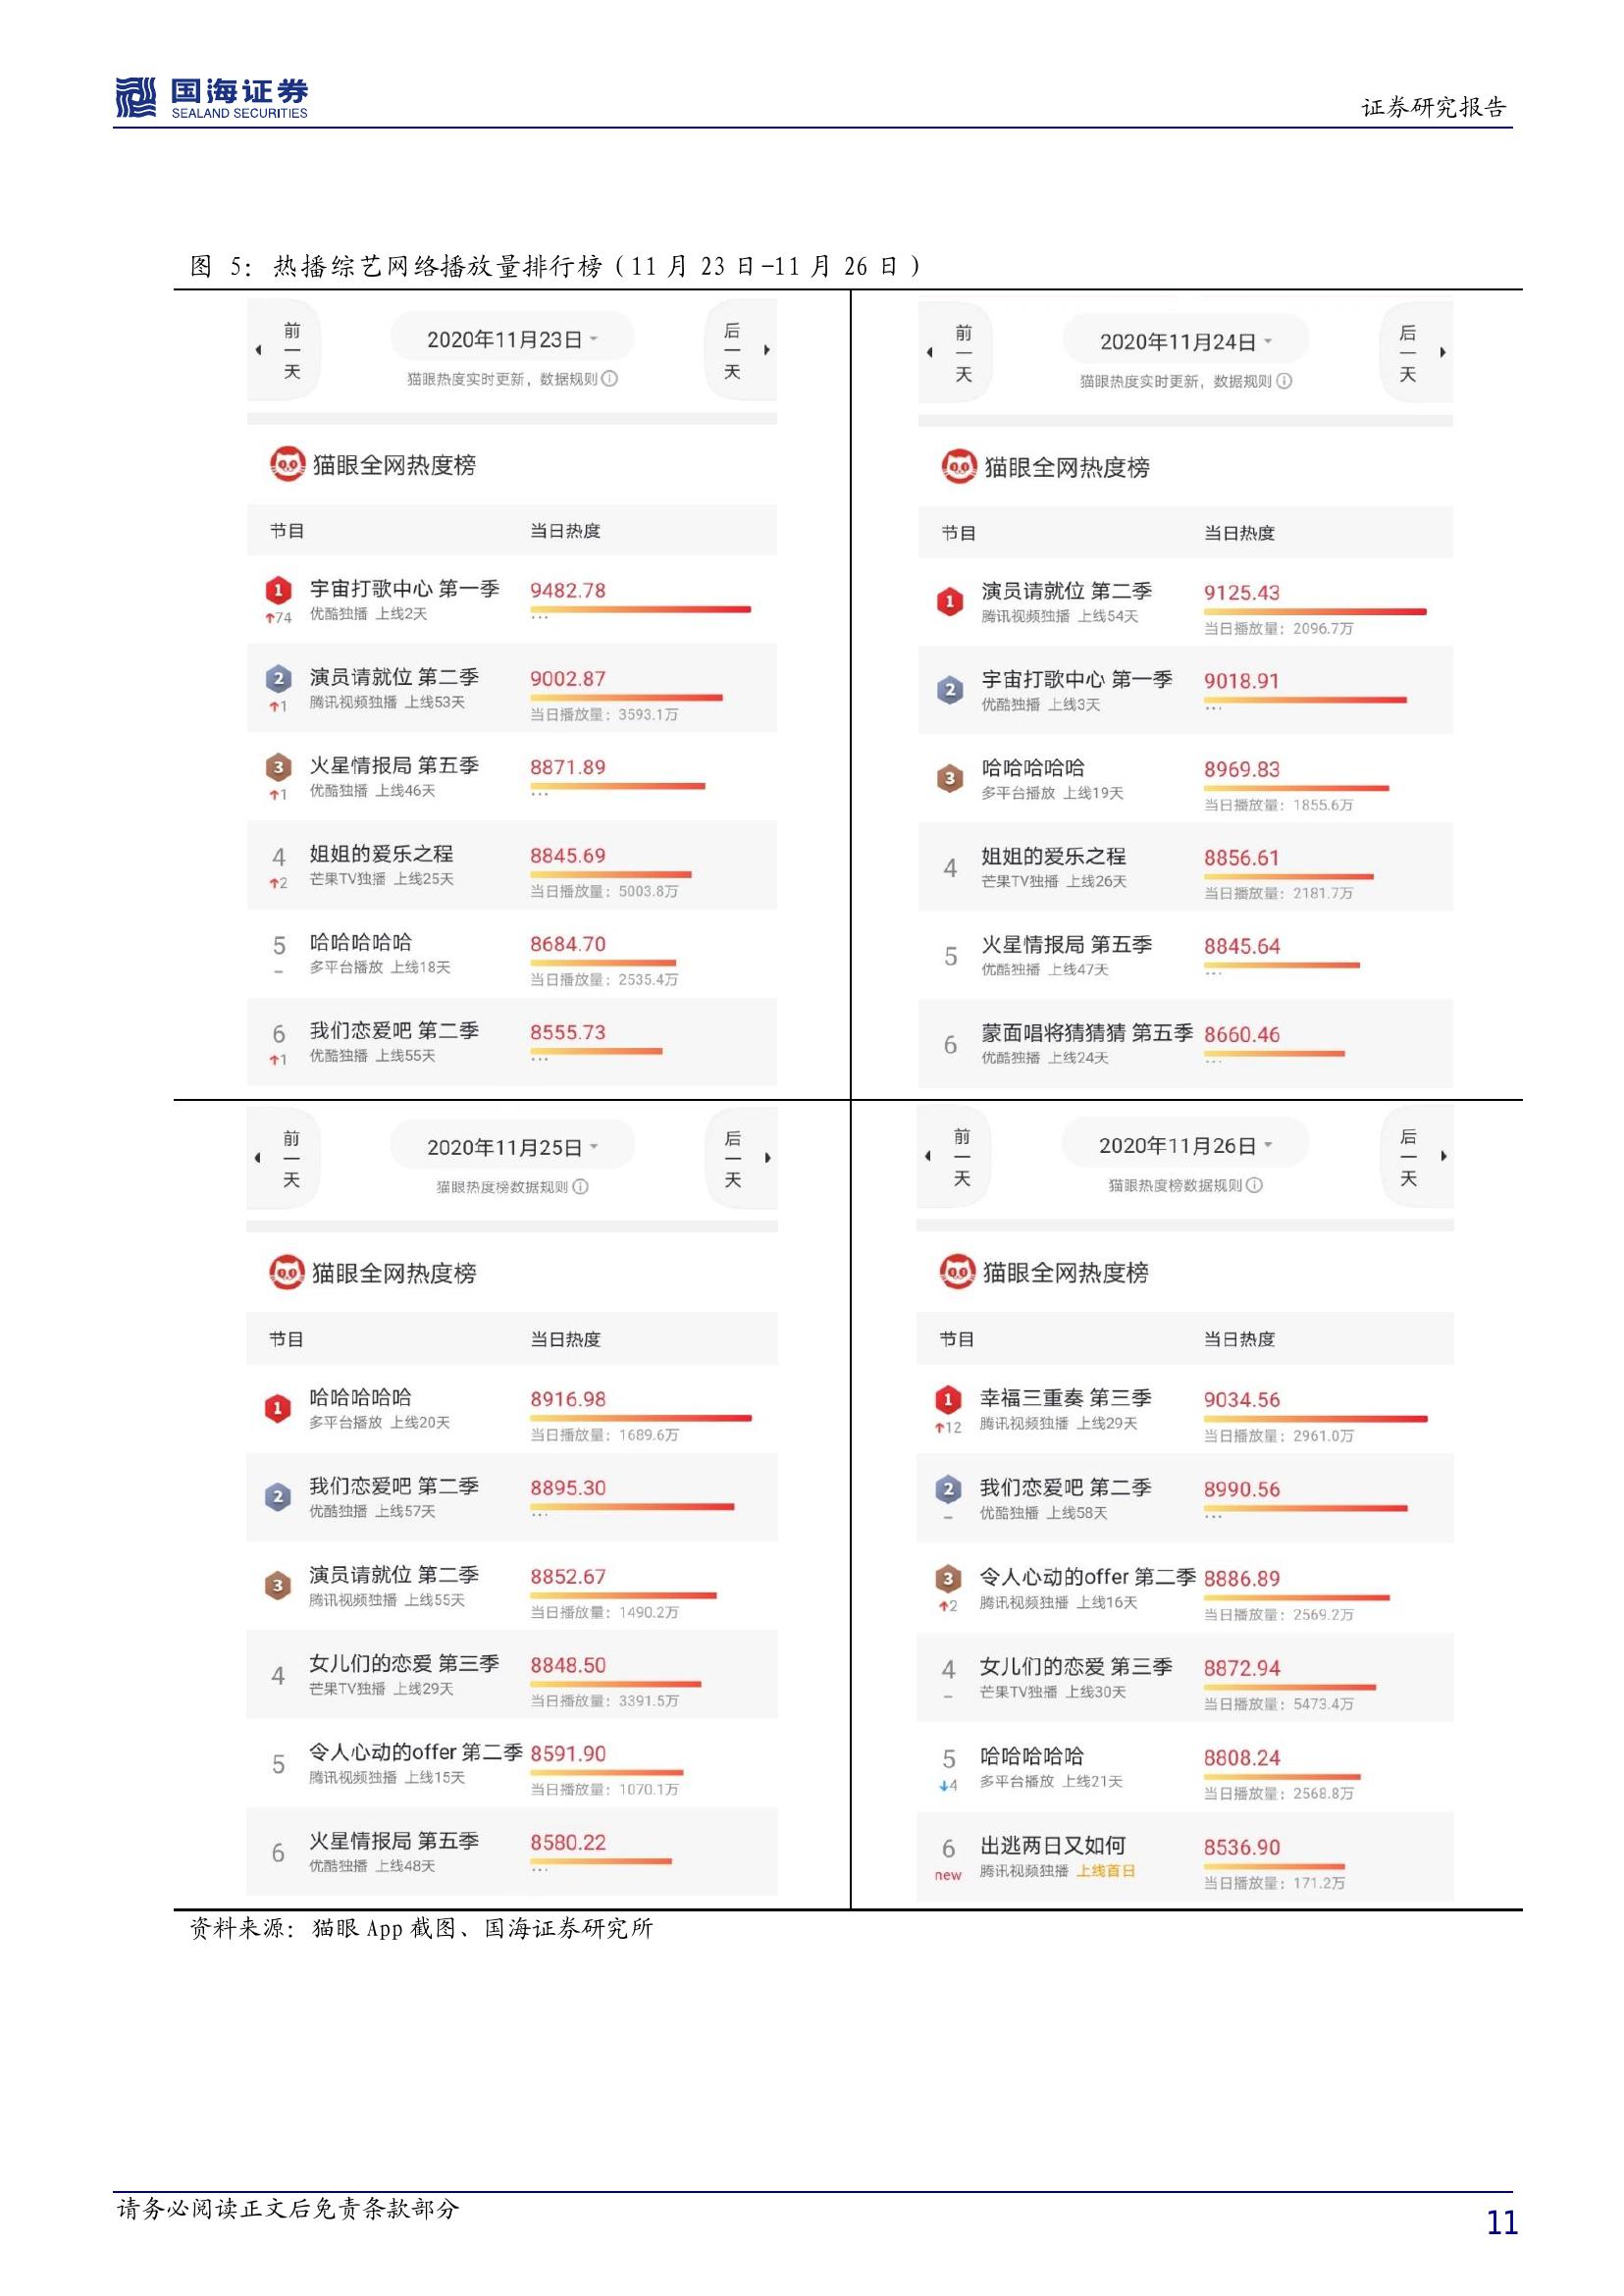 国海证券
SEALAND SECURITIES
证券研究报告
图 5：热播综艺网络播放量排行榜（11 月 23 日-11 月 26 日）
前一天
2020年11月23日
后一天
猫眼热度实时更新，数据规则
猫眼全网热度榜
节目 当日热度
1 宇宙打歌中心 第一季 9482.78
↑74 优酷独播 上线2天 ...
2 演员请就位 第二季 9002.87
↑1 腾讯视频独播 上线53天 当日播放量：3593.1万
3 火星情报局 第五季 8871.89
↑1 优酷独播 上线46天 ...
4 姐姐的爱乐之程 8845.69
↑2 芒果TV独播 上线25天 当日播放量：5003.8万
5 哈哈哈哈哈 8684.70
– 多平台播放 上线18天 当日播放量：2535.4万
6 我们恋爱吧 第二季 8555.73
↑1 优酷独播 上线55天 ...
前一天
2020年11月24日
后一天
猫眼热度实时更新，数据规则
猫眼全网热度榜
节目 当日热度
1 演员请就位 第二季 9125.43
腾讯视频独播 上线54天 当日播放量：2096.7万
2 宇宙打歌中心 第一季 9018.91
优酷独播 上线3天 ...
3 哈哈哈哈哈 8969.83
多平台播放 上线19天 当日播放量：1855.6万
4 姐姐的爱乐之程 8856.61
芒果TV独播 上线26天 当日播放量：2181.7万
5 火星情报局 第五季 8845.64
优酷独播 上线47天 ...
6 蒙面唱将猜猜猜 第五季 8660.46
优酷独播 上线24天 ...
前一天
2020年11月25日
后一天
猫眼热度榜数据规则
猫眼全网热度榜
节目 当日热度
1 哈哈哈哈哈 8916.98
多平台播放 上线20天 当日播放量：1689.6万
2 我们恋爱吧 第二季 8895.30
优酷独播 上线57天 ...
3 演员请就位 第二季 8852.67
腾讯视频独播 上线55天 当日播放量：1490.2万
4 女儿们的恋爱 第三季 8848.50
芒果TV独播 上线29天 当日播放量：3391.5万
5 令人心动的offer 第二季 8591.90
腾讯视频独播 上线15天 当日播放量：1070.1万
6 火星情报局 第五季 8580.22
优酷独播 上线48天 ...
前一天
2020年11月26日
后一天
猫眼热度榜数据规则
猫眼全网热度榜
节目 当日热度
1 幸福三重奏 第三季 9034.56
↑12 腾讯视频独播 上线29天 当日播放量：2961.0万
2 我们恋爱吧 第二季 8990.56
– 优酷独播 上线58天 ...
3 令人心动的offer 第二季 8886.89
↑2 腾讯视频独播 上线16天 当日播放量：2569.2万
4 女儿们的恋爱 第三季 8872.94
– 芒果TV独播 上线30天 当日播放量：5473.4万
5 哈哈哈哈哈 8808.24
↓4 多平台播放 上线21天 当日播放量：2568.8万
6 出逃两日又如何 8536.90
new 腾讯视频独播 上线首日 当日播放量：171.2万
资料来源：猫眼 App 截图、国海证券研究所
请务必阅读正文后免责条款部分
11